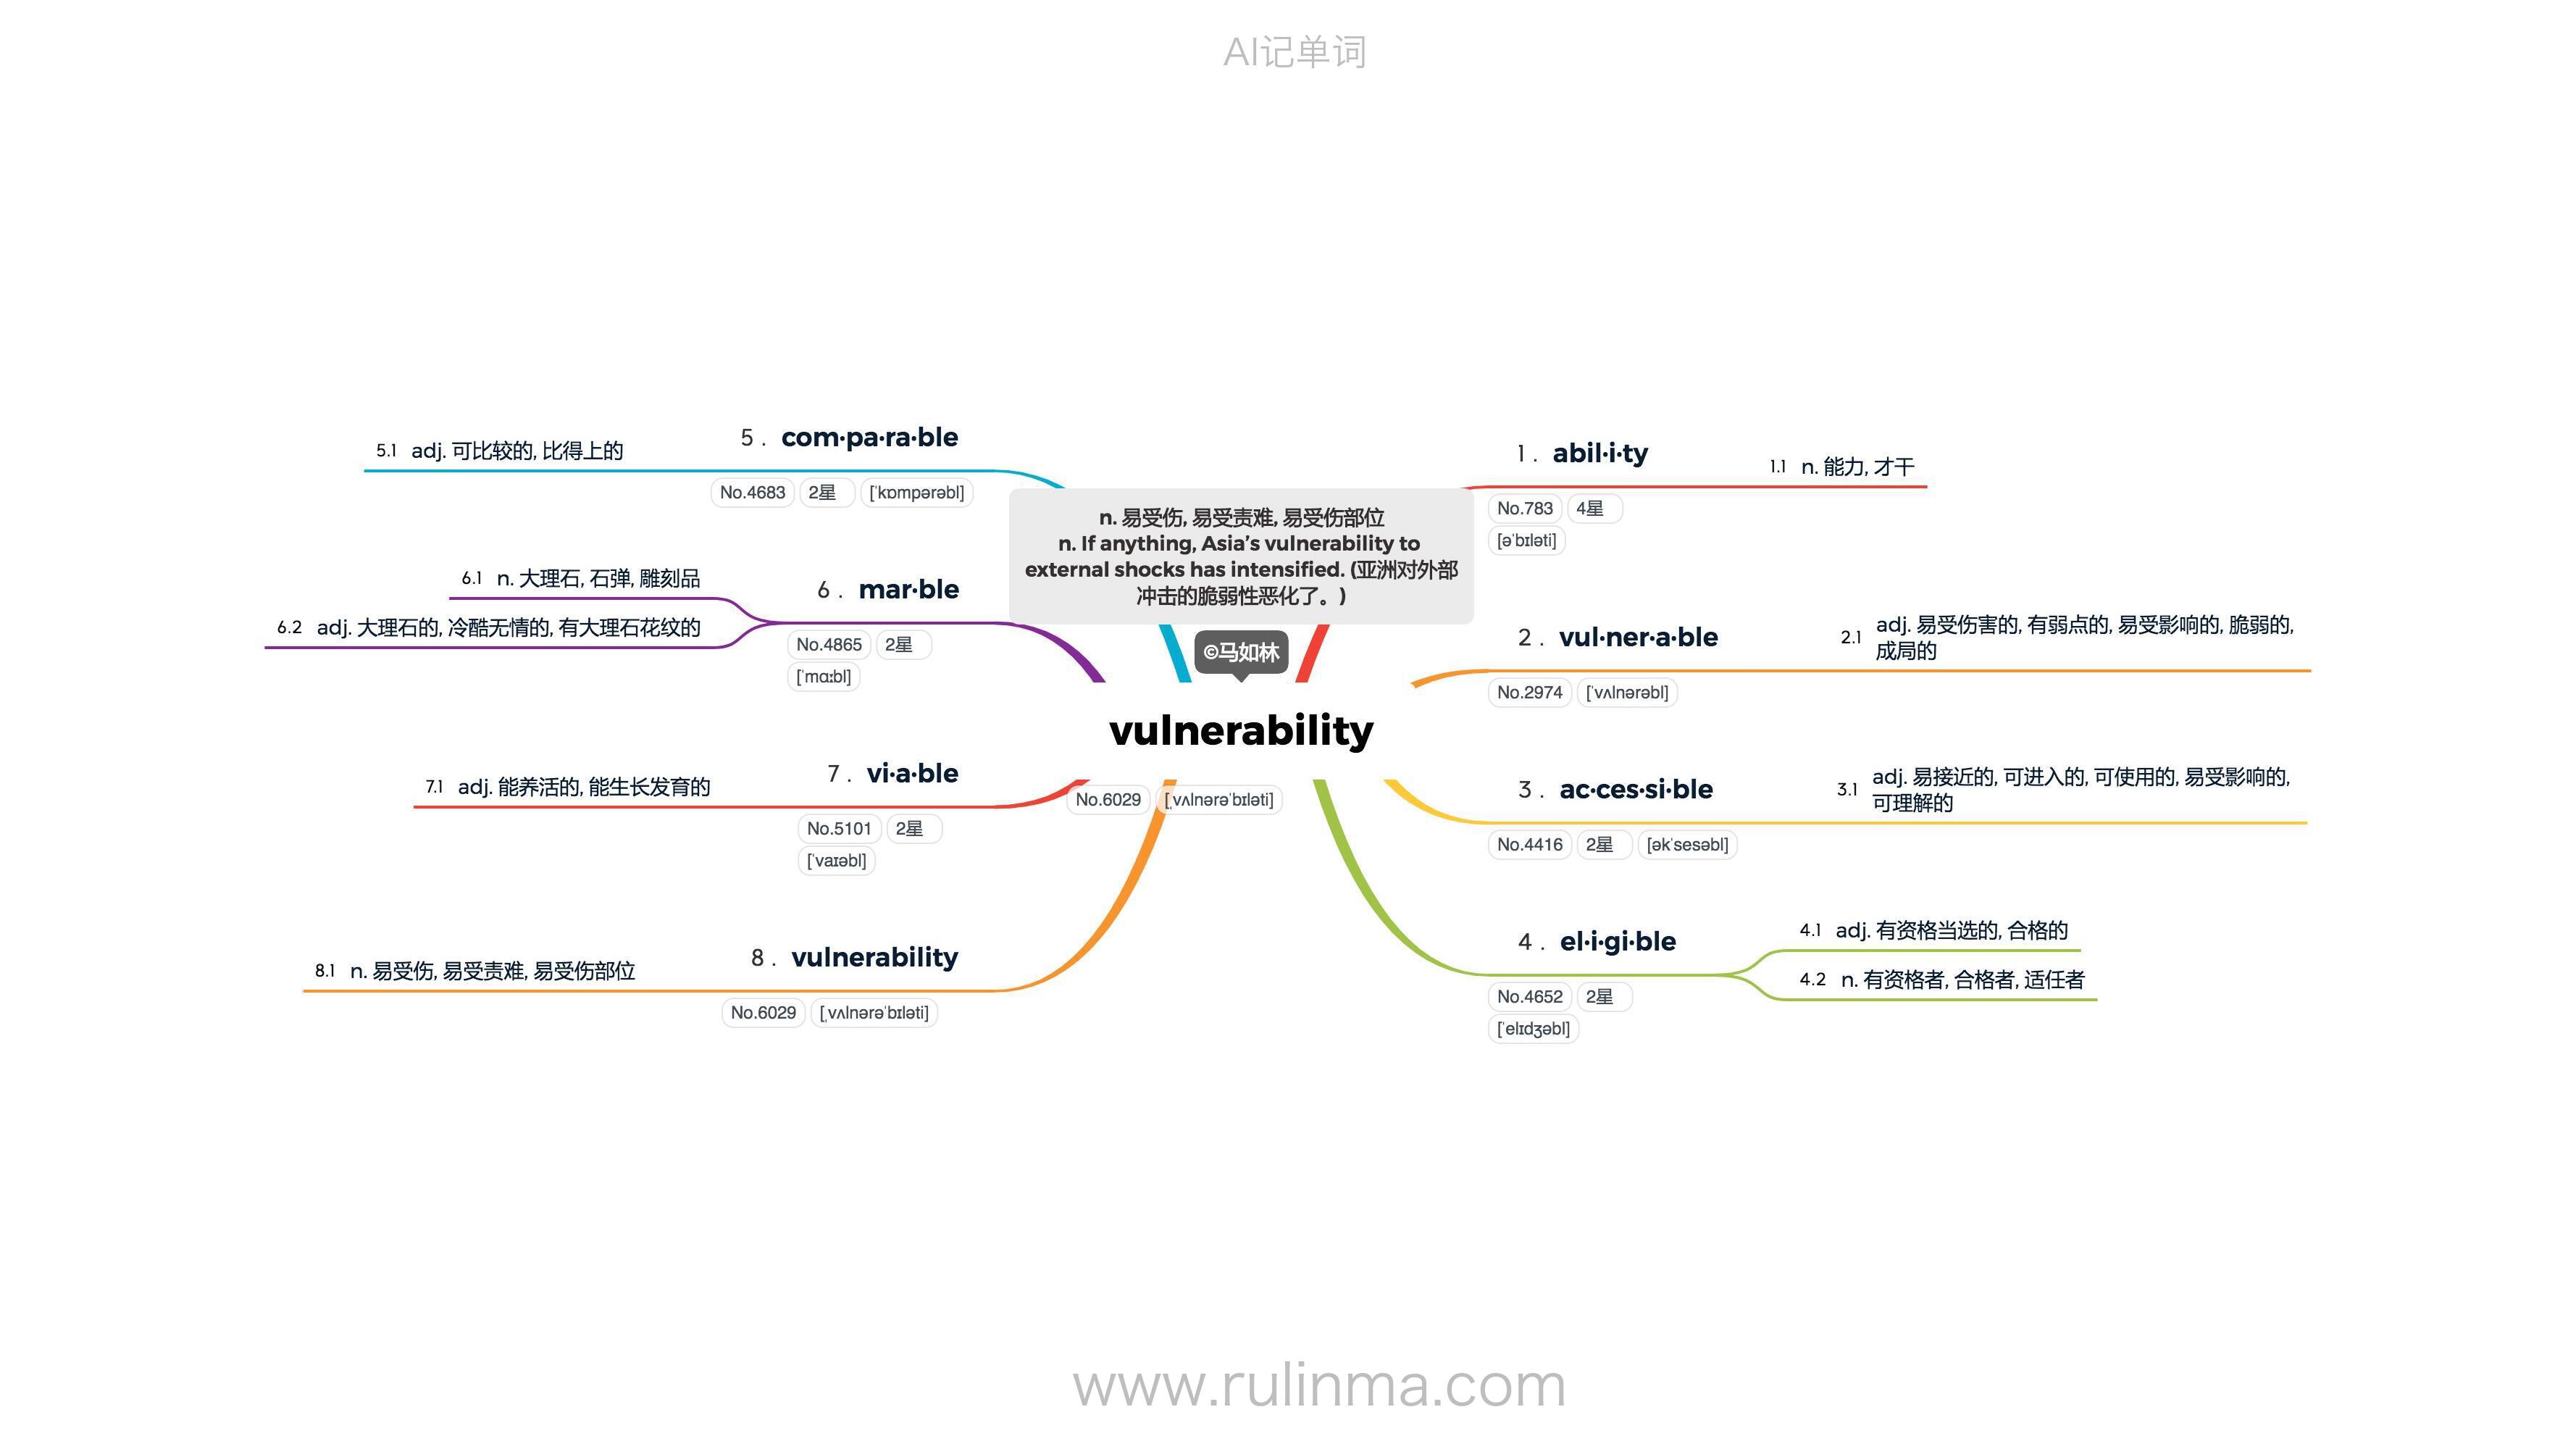 AI记单词
n. 易受伤, 易受责难, 易受伤部位
n. If anything, Asia’s vulnerability to
external shocks has intensified. (亚洲对外部
冲击的脆弱性恶化了。)
©马如林
vulnerability
No.6029 [ˌvʌlnərəˈbɪləti]
1 . abil·i·ty
No.783 4星
[əˈbɪləti]
1.1 n. 能力, 才干
2 . vul·ner·a·ble
No.2974 [ˈvʌlnərəbl]
2.1 adj. 易受伤害的, 有弱点的, 易受影响的, 脆弱的,
成局的
3 . ac·ces·si·ble
No.4416 2星 [əkˈsesəbl]
3.1 adj. 易接近的, 可进入的, 可使用的, 易受影响的,
可理解的
4 . el·i·gi·ble
No.4652 2星
[ˈelɪdʒəbl]
4.1 adj. 有资格当选的, 合格的
4.2 n. 有资格者, 合格者, 适任者
5 . com·pa·ra·ble
No.4683 2星 [ˈkɒmpərəbl]
5.1 adj. 可比较的, 比得上的
6 . mar·ble
No.4865 2星
[ˈmɑːbl]
6.1 n. 大理石, 石弹, 雕刻品
6.2 adj. 大理石的, 冷酷无情的, 有大理石花纹的
7 . vi·a·ble
No.5101 2星
[ˈvaɪəbl]
7.1 adj. 能养活的, 能生长发育的
8 . vulnerability
No.6029 [ˌvʌlnərəˈbɪləti]
8.1 n. 易受伤, 易受责难, 易受伤部位
www.rulinma.com